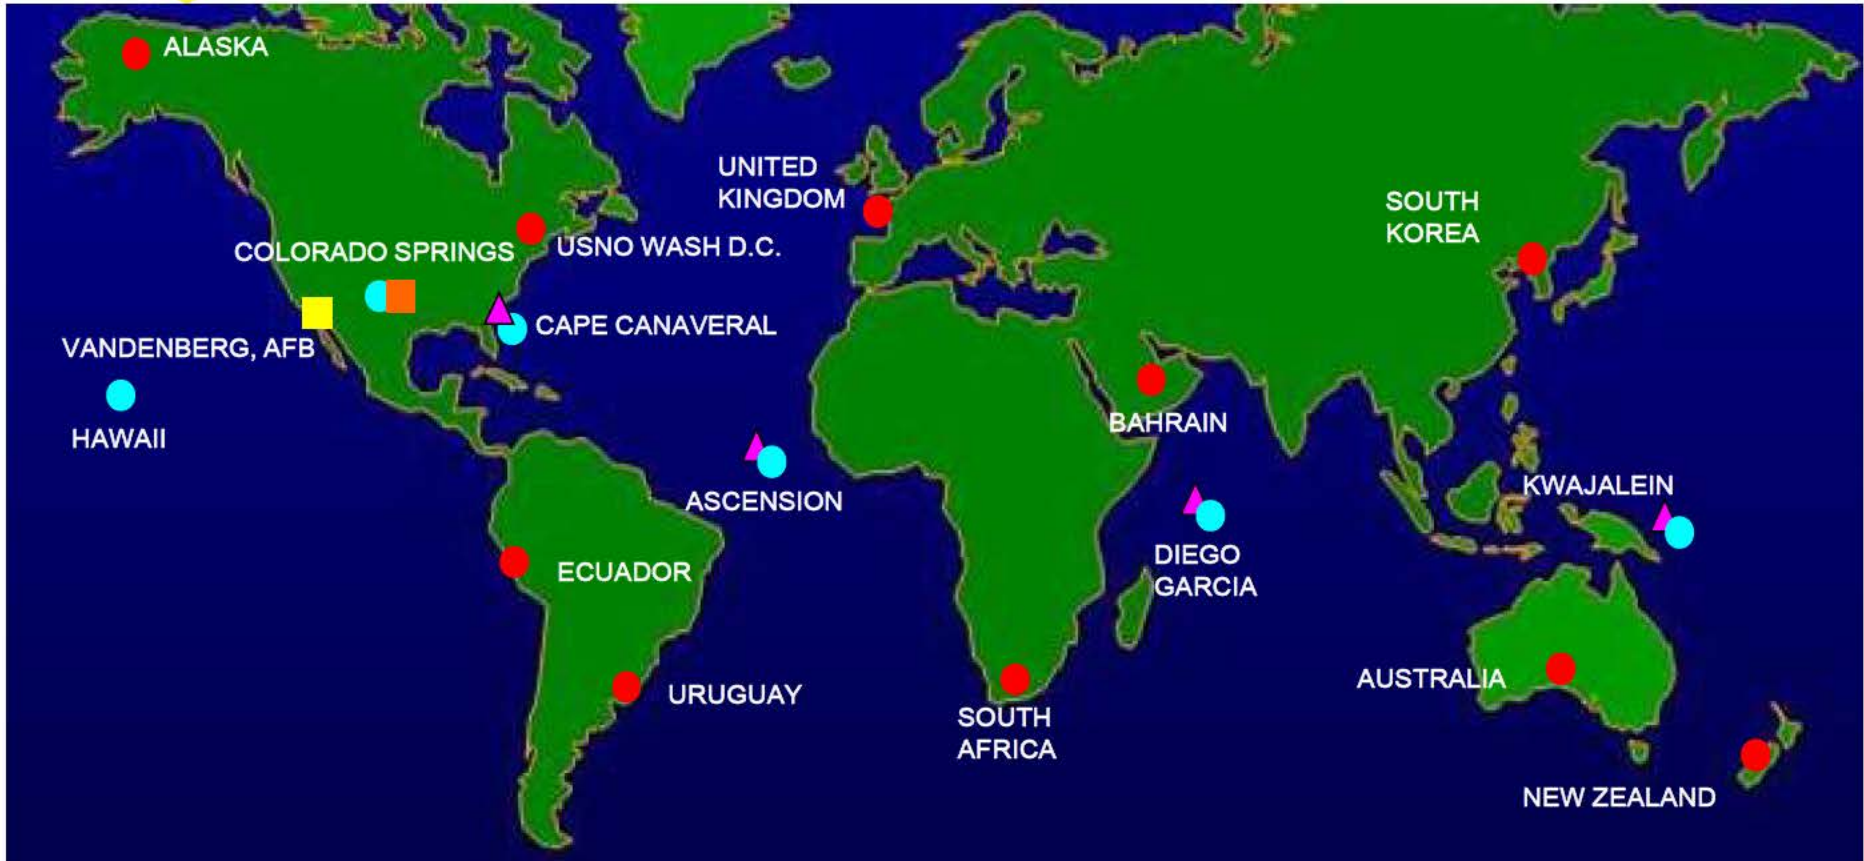 ALASKA
UNITED
KINGDOM
SOUTH
KOREA
COLORADO SPRINGS
USNO WASH D.C.
CAPE CANAVERAL
VANDENBERG, AFB
HAWAII
BAHRAIN
ASCENSION
KWAJALEIN
DIEGO
GARCIA
ECUADOR
URUGUAY
SOUTH
AFRICA
AUSTRALIA
NEW ZEALAND